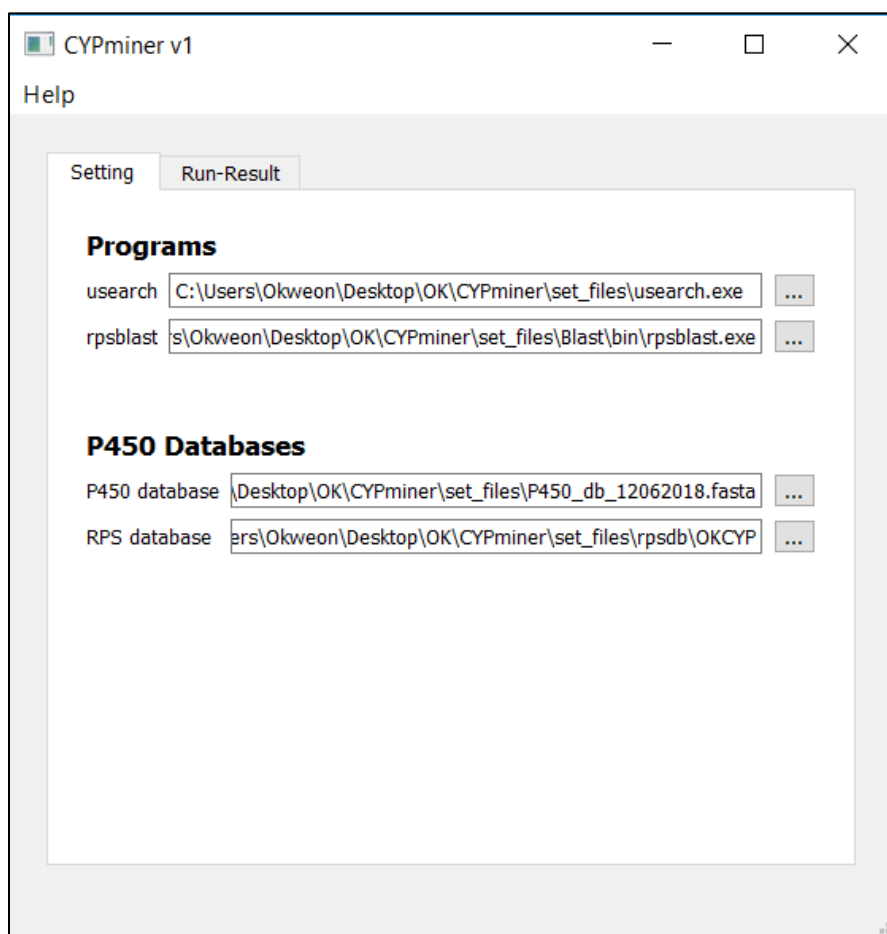 CYPminer v1
Help
Setting Run-Result
Programs
usearch C:\Users\Okweon\Desktop\OK\CYPminer\set_files\usearch.exe ...
rpsblast s\Okweon\Desktop\OK\CYPminer\set_files\Blast\bin\rpsblast.exe ...
P450 Databases
P450 database \Desktop\OK\CYPminer\set_files\P450_db_12062018.fasta ...
RPS database ers\Okweon\Desktop\OK\CYPminer\set_files\rpsdb\OKCYP ...